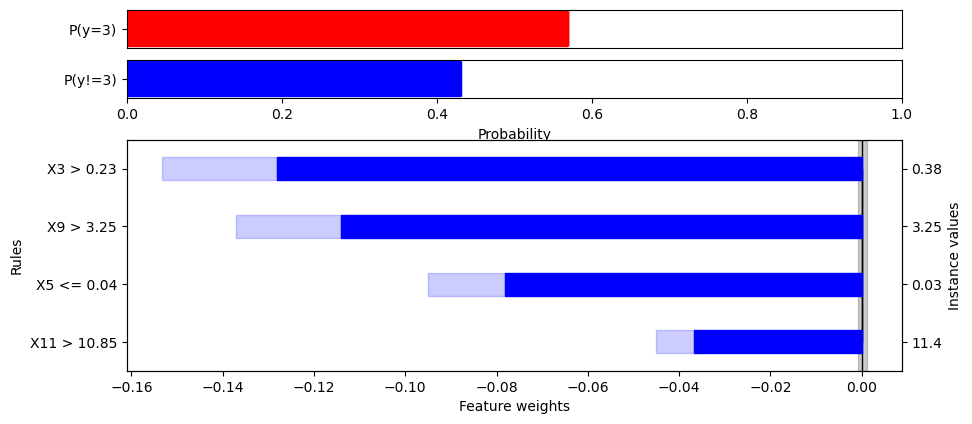 P(y=3)
P(y!=3)
0.0 0.2 0.4 0.6 0.8 1.0
Probability
X3 > 0.23 0.38
X9 > 3.25 3.25
X5 <= 0.04 0.03
X11 > 10.85 11.4
Rules
Instance values
−0.16 −0.14 −0.12 −0.10 −0.08 −0.06 −0.04 −0.02 0.00
Feature weights